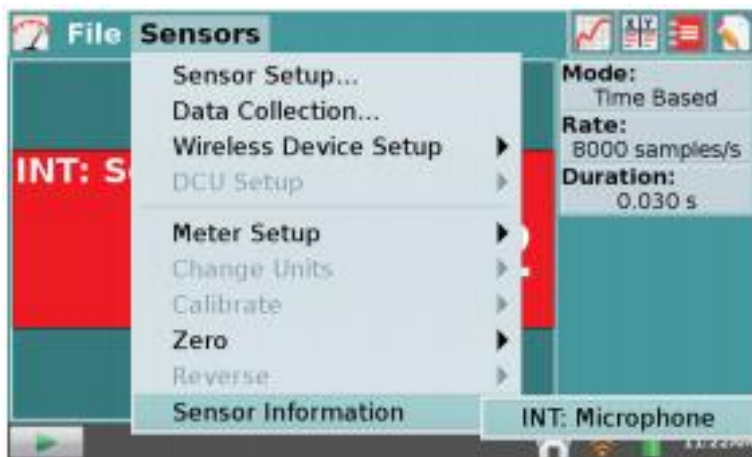 File Sensors
Sensor Setup...
Data Collection...
Wireless Device Setup
DCU Setup
Meter Setup
Change Units
Calibrate
Zero
Reverse
Sensor Information
INT: Microphone
INT:
Mode:
Time Based
Rate:
8000 samples/s
Duration:
0.030 s